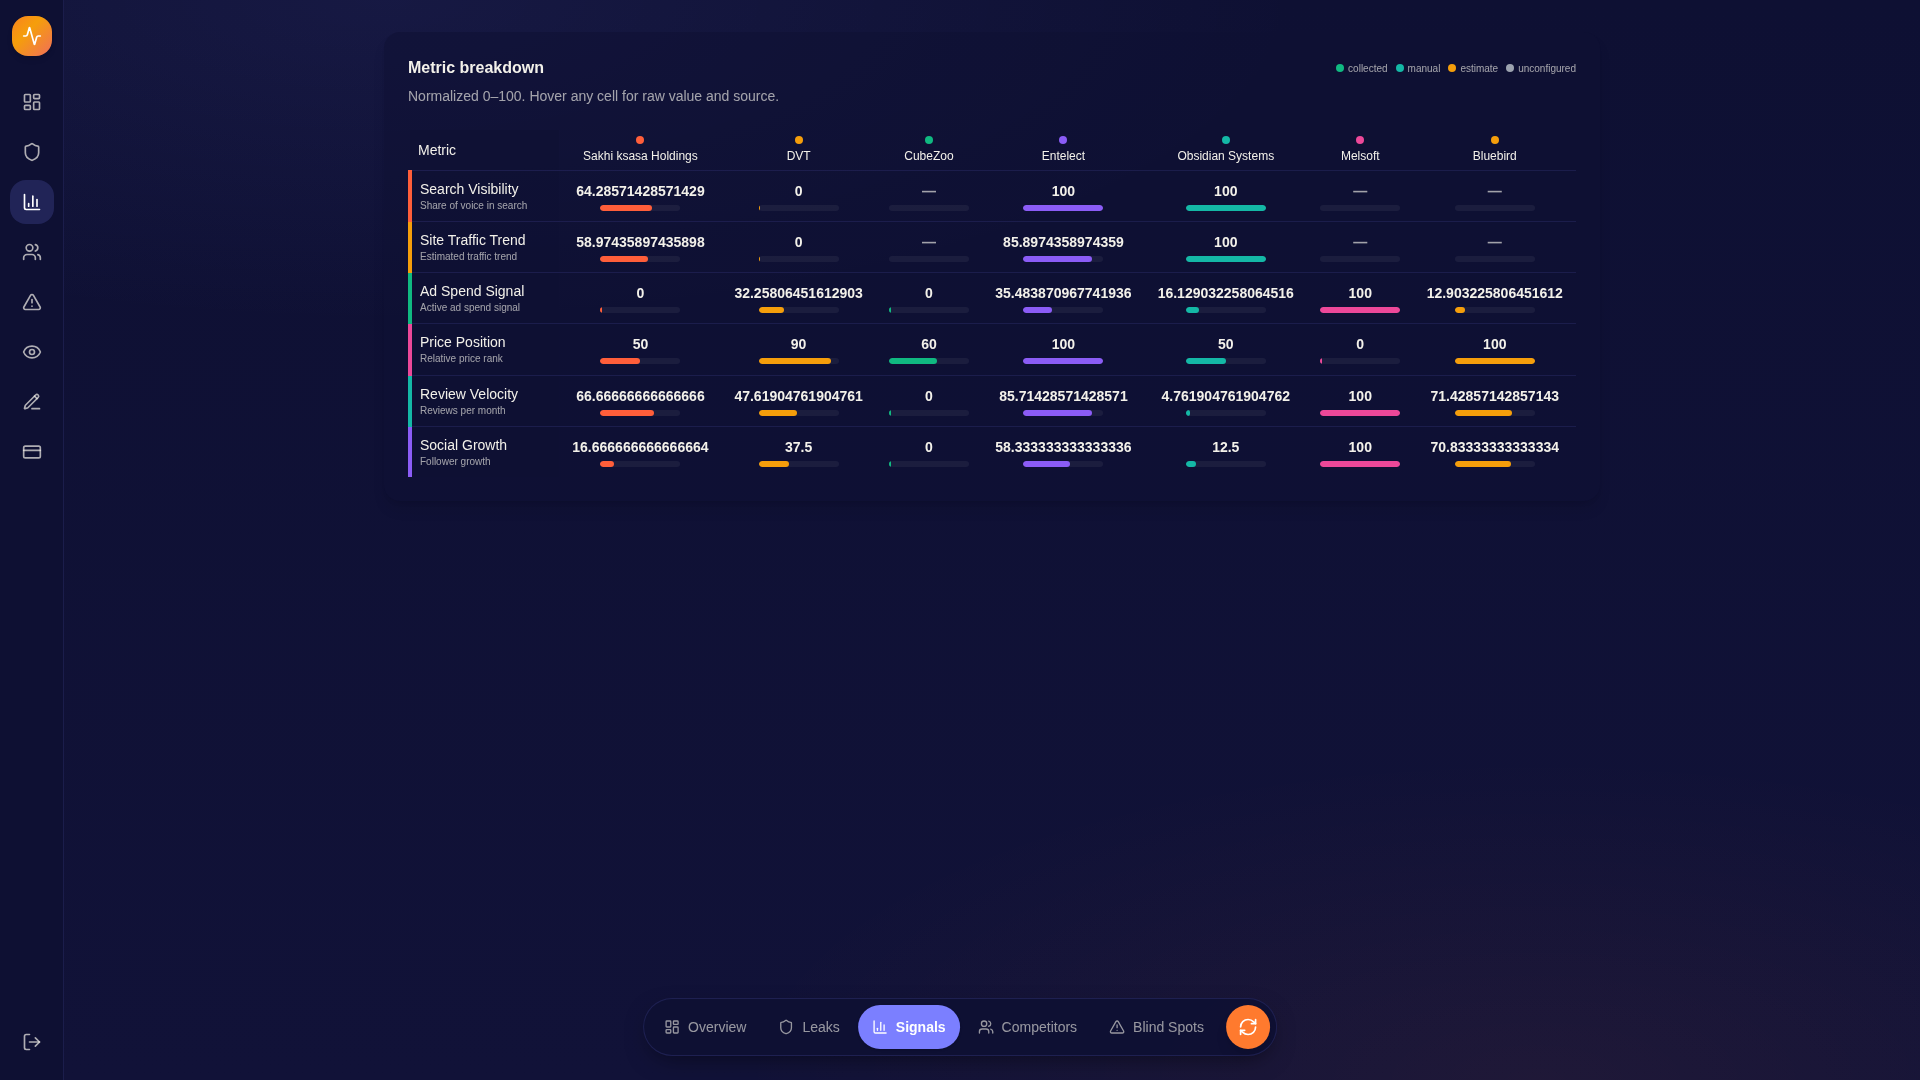 Metric breakdown
collected manual estimate unconfigured
Normalized 0–100. Hover any cell for raw value and source.
Metric Sakhi ksasa Holdings DVT CubeZoo Entelect Obsidian Systems Melsoft Bluebird
Search Visibility 64.28571428571429 0 — 100 100 — —
Share of voice in search
Site Traffic Trend 58.97435897435898 0 — 85.8974358974359 100 — —
Estimated traffic trend
Ad Spend Signal 0 32.25806451612903 0 35.483870967741936 16.129032258064516 100 12.903225806451612
Active ad spend signal
Price Position 50 90 60 100 50 0 100
Relative price rank
Review Velocity 66.66666666666666 47.61904761904761 0 85.71428571428571 4.761904761904762 100 71.42857142857143
Reviews per month
Social Growth 16.666666666666664 37.5 0 58.333333333333336 12.5 100 70.83333333333334
Follower growth
Overview Leaks Signals Competitors Blind Spots